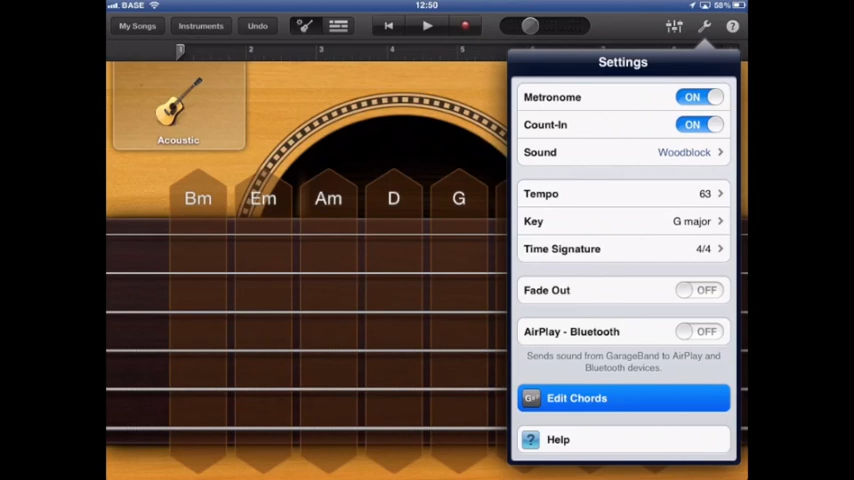 BASE 12:50 58%
My Songs Instruments Undo
1 2 3 4
Settings
Acoustic
Metronome ON
Count-In ON
Sound Woodblock
Bm Em Am D G
Tempo 63
Key G major
Time Signature 4/4
Fade Out OFF
AirPlay - Bluetooth OFF
Sends sound from GarageBand to AirPlay and
Bluetooth devices.
Edit Chords
? Help